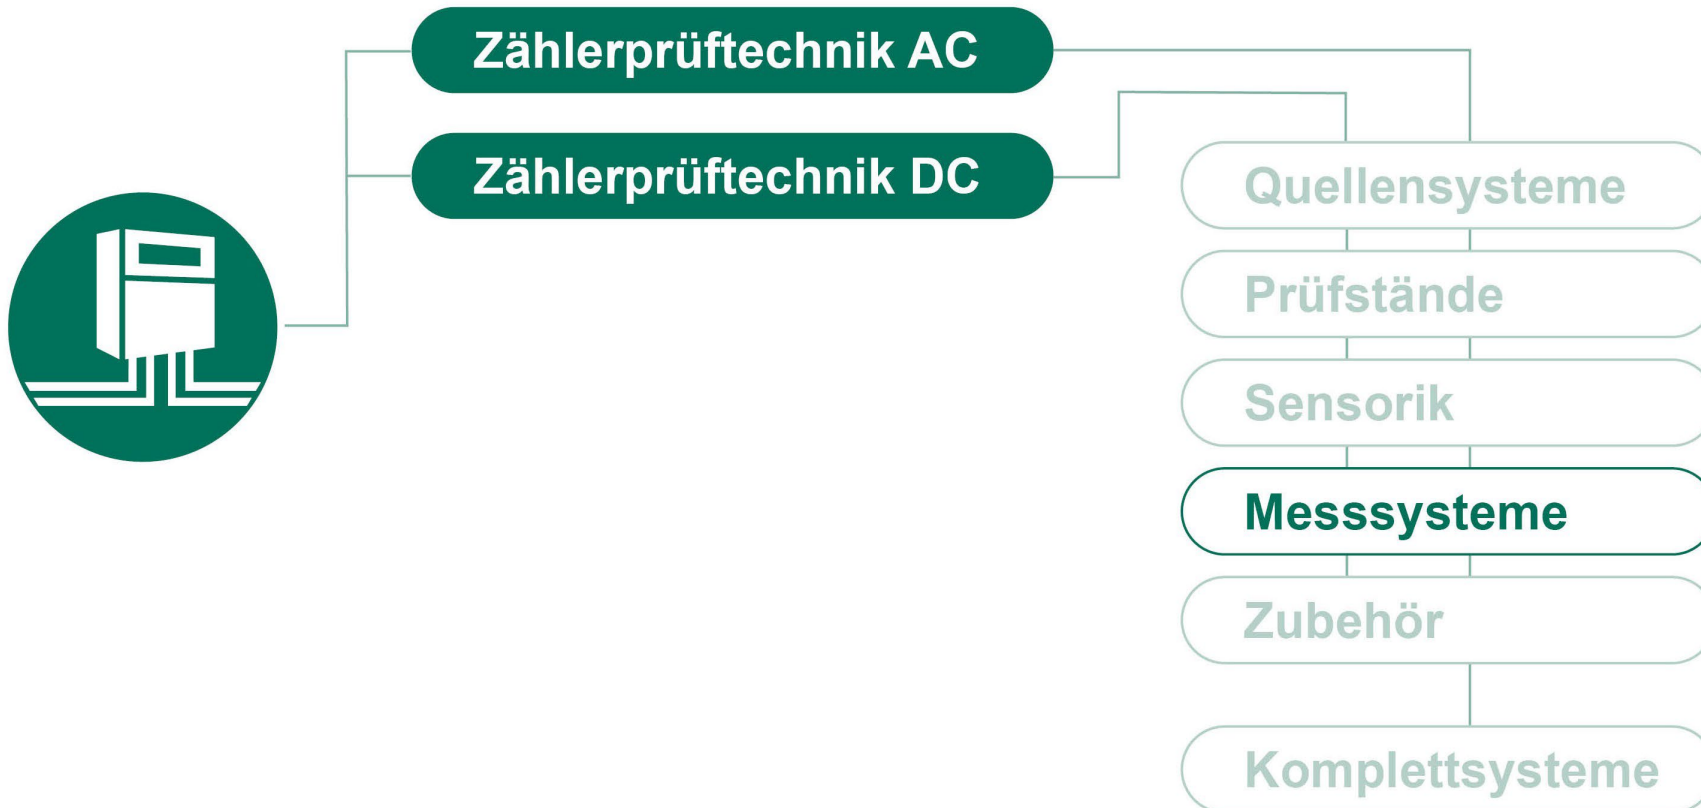 Zählerprüftechnik AC
Zählerprüftechnik DC
Quellensysteme
Prüfstände
Sensorik
Messsysteme
Zubehör
Komplettsysteme